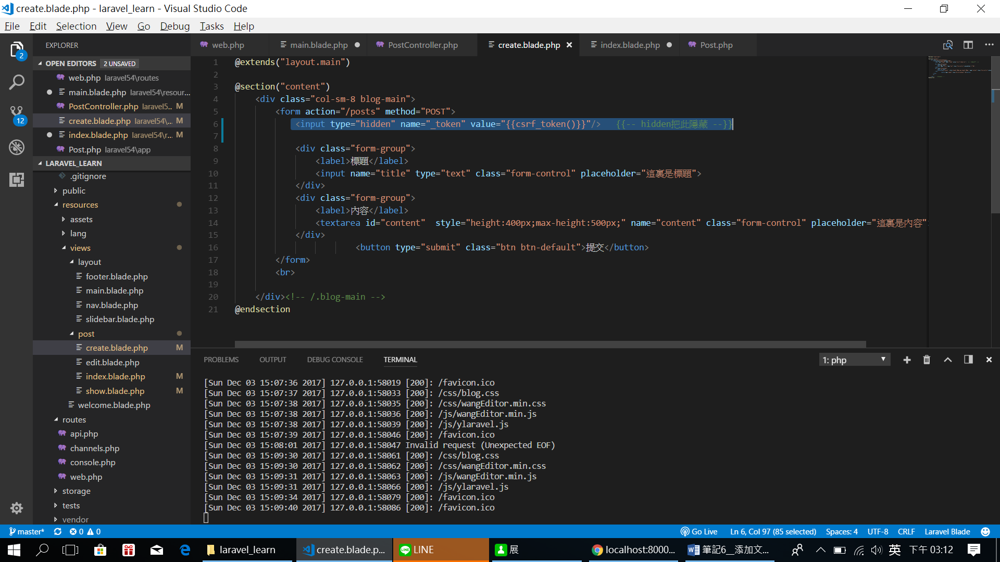 create.blade.php - laravel_learn - Visual Studio Code
File Edit Selection View Go Debug Tasks Help
2
12
EXPLORER
OPEN EDITORS 2 UNSAVED
web.php laravel54\routes
main.blade.php laravel54\resour...
PostController.php laravel5... M
create.blade.php laravel54\... M
index.blade.php laravel54\r... M
Post.php laravel54\app
LARAVEL_LEARN
.gitignore
public
resources
assets
lang
views
layout
footer.blade.php
main.blade.php
nav.blade.php
slidebar.blade.php
post
create.blade.php M
edit.blade.php
index.blade.php M
show.blade.php M
welcome.blade.php
routes
api.php
channels.php
console.php
web.php
storage
tests
vendor
web.php main.blade.php PostController.php create.blade.php index.blade.php Post.php
1 @extends("layout.main")
2
3 @section("content")
4 <div class="col-sm-8 blog-main">
5 <form action="/posts" method="POST">
6 <input type="hidden" name="_token" value="{{csrf_token()}}"/> {{-- hidden把此隱藏 --}}
7
8 <div class="form-group">
9 <label>標題</label>
10 <input name="title" type="text" class="form-control" placeholder="這裏是標題">
11 </div>
12 <div class="form-group">
13 <label>內容</label>
14 <textarea id="content" style="height:400px;max-height:500px;" name="content" class="form-control" placeholder="這裏是內容"
15 </div>
16 <button type="submit" class="btn btn-default">提交</button>
17 </form>
18 <br>
19
20 </div><!-- /.blog-main -->
21 @endsection
PROBLEMS OUTPUT DEBUG CONSOLE TERMINAL 1: php
[Sun Dec 03 15:07:36 2017] 127.0.0.1:58019 [200]: /favicon.ico
[Sun Dec 03 15:07:37 2017] 127.0.0.1:58033 [200]: /css/blog.css
[Sun Dec 03 15:07:38 2017] 127.0.0.1:58035 [200]: /css/wangEditor.min.css
[Sun Dec 03 15:07:38 2017] 127.0.0.1:58036 [200]: /js/wangEditor.min.js
[Sun Dec 03 15:07:38 2017] 127.0.0.1:58039 [200]: /js/ylaravel.js
[Sun Dec 03 15:07:39 2017] 127.0.0.1:58046 [200]: /favicon.ico
[Sun Dec 03 15:08:01 2017] 127.0.0.1:58047 Invalid request (Unexpected EOF)
[Sun Dec 03 15:09:30 2017] 127.0.0.1:58061 [200]: /css/blog.css
[Sun Dec 03 15:09:30 2017] 127.0.0.1:58062 [200]: /css/wangEditor.min.css
[Sun Dec 03 15:09:31 2017] 127.0.0.1:58063 [200]: /js/wangEditor.min.js
[Sun Dec 03 15:09:31 2017] 127.0.0.1:58066 [200]: /js/ylaravel.js
[Sun Dec 03 15:09:34 2017] 127.0.0.1:58079 [200]: /favicon.ico
[Sun Dec 03 15:09:40 2017] 127.0.0.1:58086 [200]: /favicon.ico
master* 0 0 Go Live Ln 6, Col 97 (85 selected) Spaces: 4 UTF-8 CRLF Laravel Blade
laravel_learn create.blade.p... LINE 展 localhost:8000... 筆記6__添加文... 英 下午 03:12